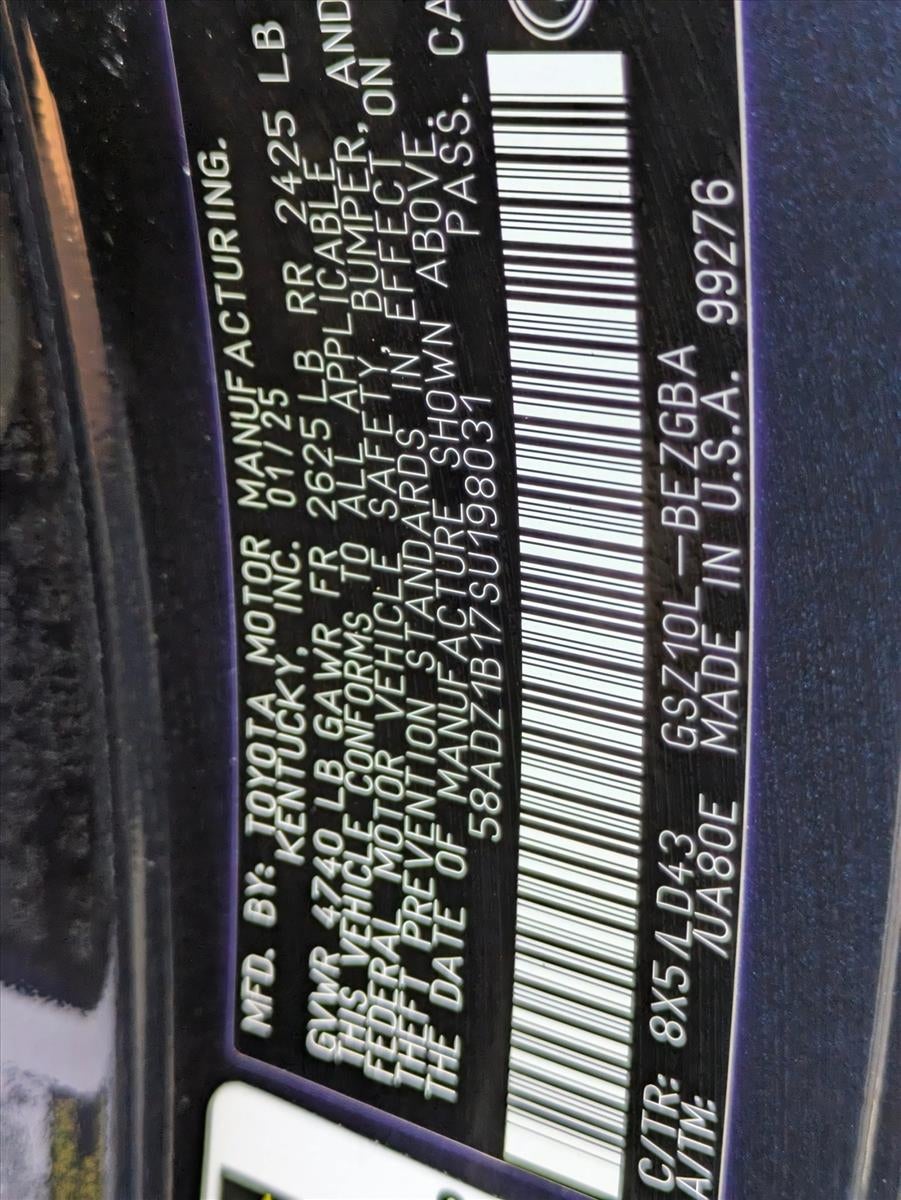 MFD. BY: TOYOTA MOTOR MANUFACTURING.
KENTUCKY, INC. 01/25
GVWR 4740 LB GAWR FR 2625 LB RR 2425 LB
THIS VEHICLE CONFORMS TO ALL APPLICABLE
FEDERAL MOTOR VEHICLE SAFETY, BUMPER, AND
THEFT PREVENTION STANDARDS IN EFFECT ON
THE DATE OF MANUFACTURE SHOWN ABOVE.
58ADZ1B17SU198031 PASS. CA
C/TR: 8X5/LD43 GSZ10L-BEZGBA
A/TM: /UA80E MADE IN U.S.A. 99276